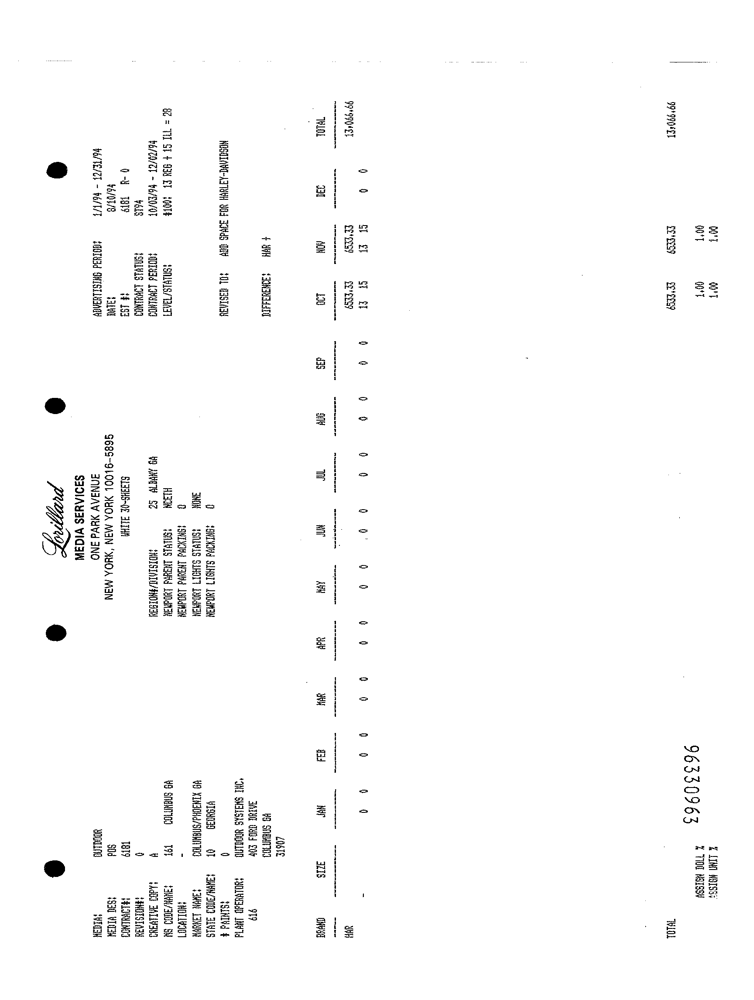 Lorillard
MEDIA SERVICES
ONE PARK AVENUE
NEW YORK, NEW YORK 10016-5895
WHITE 30-SHEETS
MEDIA: OUTDOOR
MEDIA DES: POS
CONTRACT#: 6181
REVISION#: 0
CREATIVE COPY: A
MS CODE/NAME: 161 COLUMBUS GA
LOCATION: -
MARKET NAME: COLUMBUS/PHOENIX GA
STATE CODE/NAME: 10 GEORGIA
# PAINTS: 0
PLANT OPERATOR: OUTDOOR SYSTEMS INC.
616 403 FORD DRIVE
COLUMBUS GA
31907
REGION#/DIVISION: 25 ALBANY GA
NEWPORT PARENT STATUS: NCETH
NEWPORT PARENT PACKING: 0
NEWPORT LIGHTS STATUS: NONE
NEWPORT LIGHTS PACKING: 0
ADVERTISING PERIOD: 1/1/94 - 12/31/94
DATE: 8/10/94
EST #: 6181 R- 0
CONTRACT STATUS: ST94
CONTRACT PERIOD: 10/03/94 - 12/02/94
LEVEL/STATUS: #100: 13 REG + 15 ILL = 28
REVISED TO: ADD SPACE FOR HARLEY-DAVIDSON
DIFFERENCE: HAR +
BRAND SIZE JAN FEB MAR APR MAY JUN JUL AUG SEP OCT NOV DEC TOTAL
HAR - 6533.33 6533.33 13,066.66
0 0 0 0 0 0 0 0 0 0 0 0 0 0 0 0 0 0 13 15 13 15 0 0
TOTAL 6533.33 6533.33 13,066.66
ASSIGN DOLL % 1.00 1.00
ASSIGN UNIT % 1.00 1.00
96330963